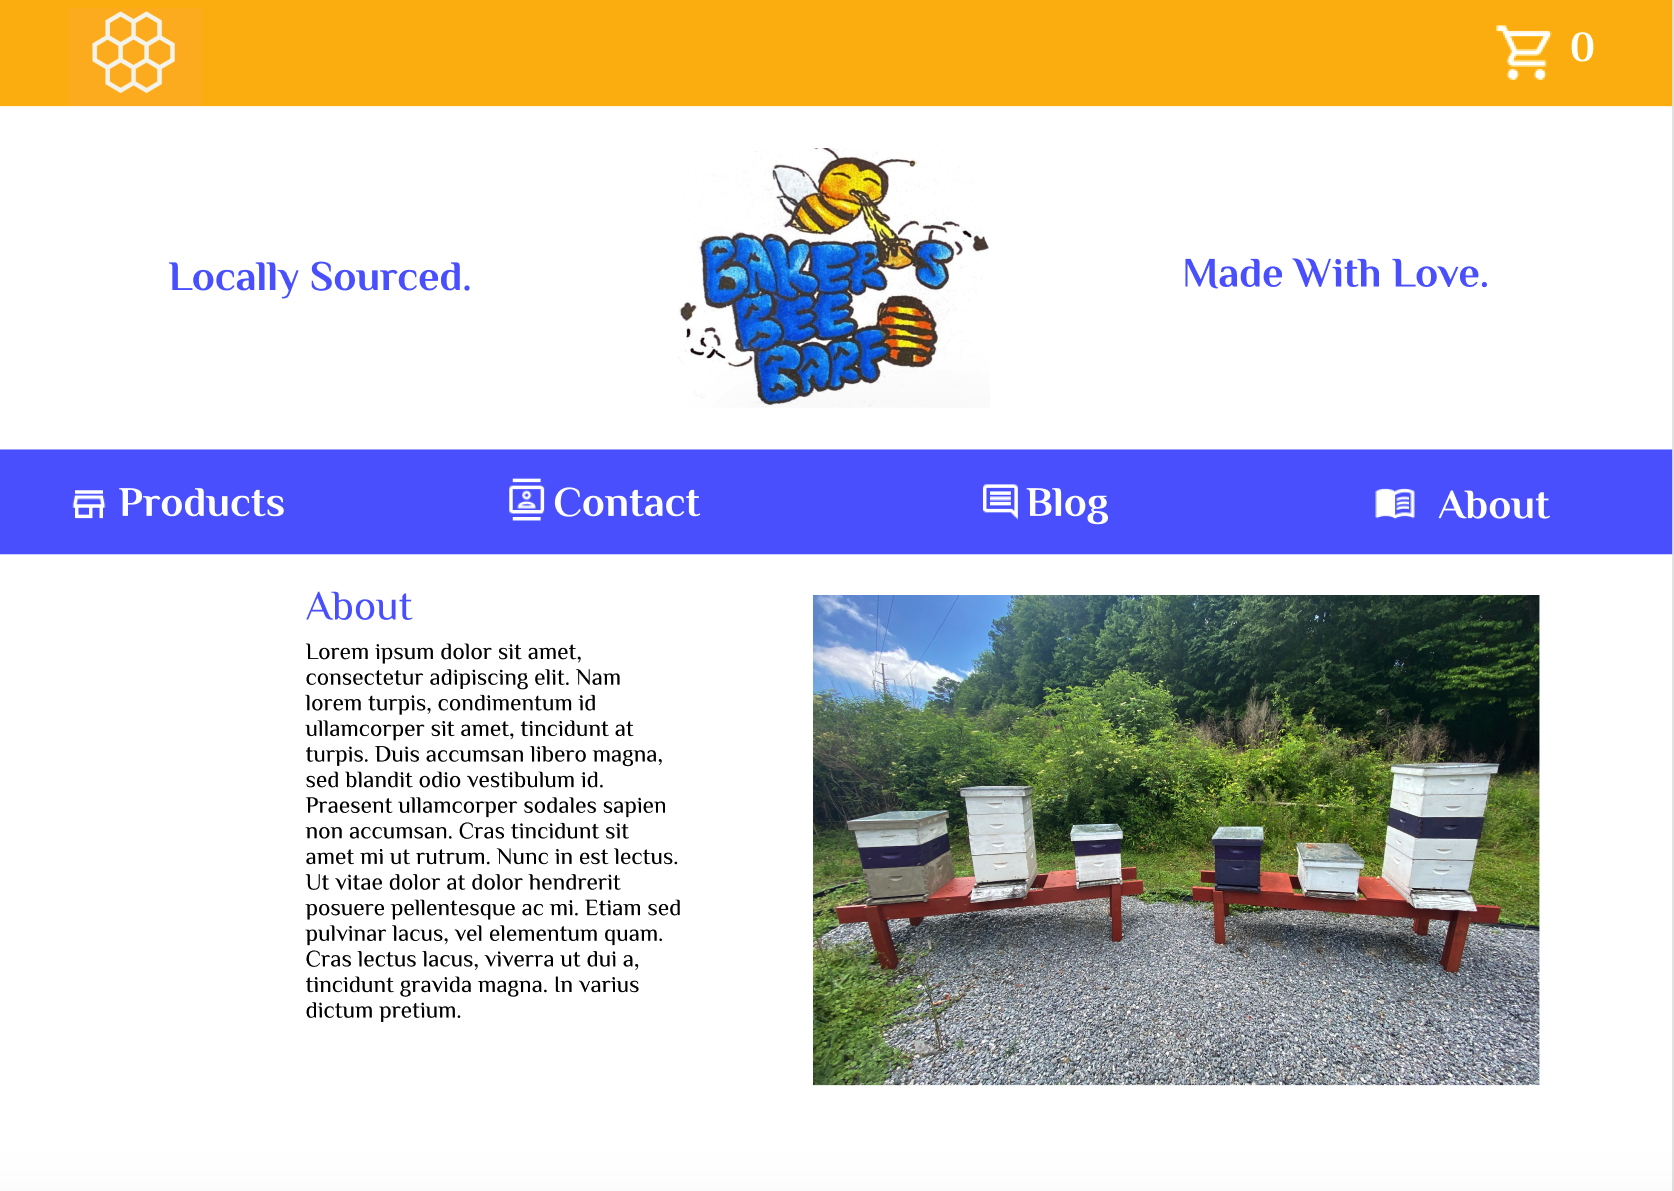 0
Locally Sourced.
BAKER'S
BEE
BARF
Made With Love.
Products
Contact
Blog
About
About
Lorem ipsum dolor sit amet,
consectetur adipiscing elit. Nam
lorem turpis, condimentum id
ullamcorper sit amet, tincidunt at
turpis. Duis accumsan libero magna,
sed blandit odio vestibulum id.
Praesent ullamcorper sodales sapien
non accumsan. Cras tincidunt sit
amet mi ut rutrum. Nunc in est lectus.
Ut vitae dolor at dolor hendrerit
posuere pellentesque ac mi. Etiam sed
pulvinar lacus, vel elementum quam.
Cras lectus lacus, viverra ut dui a,
tincidunt gravida magna. In varius
dictum pretium.